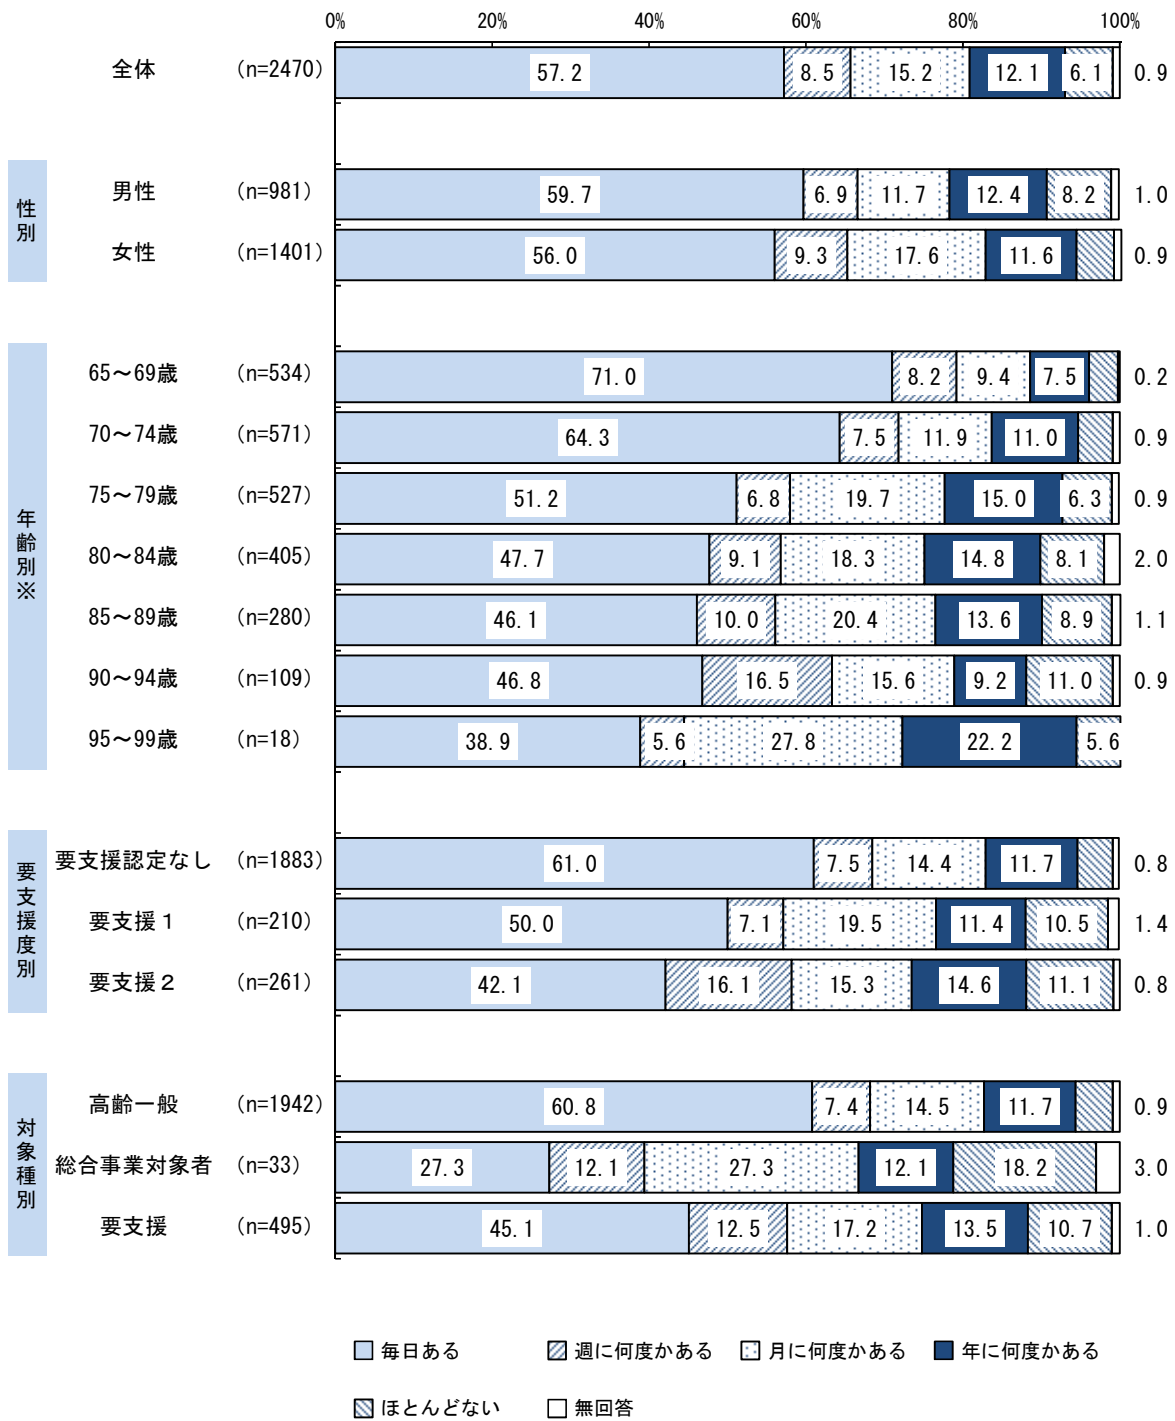 0% 20% 40% 60% 80% 100%
全体 (n=2470) 57.2 8.5 15.2 12.1 6.1 0.9
性別
男性 (n=981) 59.7 6.9 11.7 12.4 8.2 1.0
女性 (n=1401) 56.0 9.3 17.6 11.6 0.9
年齢別※
65～69歳 (n=534) 71.0 8.2 9.4 7.5 0.2
70～74歳 (n=571) 64.3 7.5 11.9 11.0 0.9
75～79歳 (n=527) 51.2 6.8 19.7 15.0 6.3 0.9
80～84歳 (n=405) 47.7 9.1 18.3 14.8 8.1 2.0
85～89歳 (n=280) 46.1 10.0 20.4 13.6 8.9 1.1
90～94歳 (n=109) 46.8 16.5 15.6 9.2 11.0 0.9
95～99歳 (n=18) 38.9 5.6 27.8 22.2 5.6
要支援度別
要支援認定なし (n=1883) 61.0 7.5 14.4 11.7 0.8
要支援１ (n=210) 50.0 7.1 19.5 11.4 10.5 1.4
要支援２ (n=261) 42.1 16.1 15.3 14.6 11.1 0.8
対象種別
高齢一般 (n=1942) 60.8 7.4 14.5 11.7 0.9
総合事業対象者 (n=33) 27.3 12.1 27.3 12.1 18.2 3.0
要支援 (n=495) 45.1 12.5 17.2 13.5 10.7 1.0
毎日ある 週に何度かある 月に何度かある 年に何度かある
ほとんどない 無回答